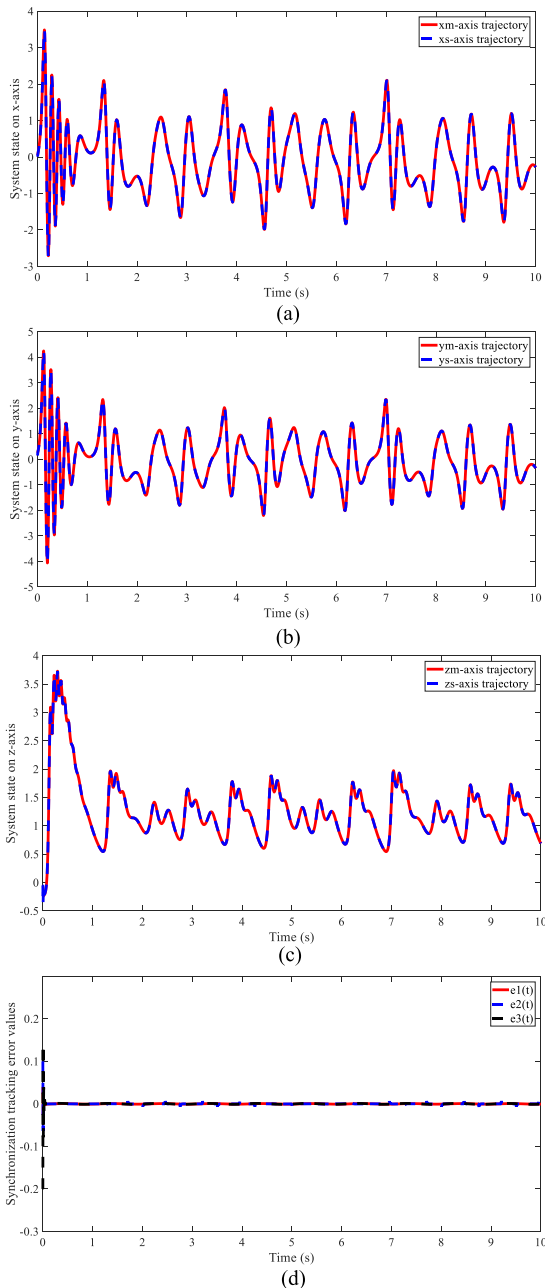 4
3
2
1
0
-1
-2
-3
System state on x-axis
xm-axis trajectory
xs-axis trajectory
0 1 2 3 4 5 6 7 8 9 10
Time (s)
(a)
5
4
3
2
1
0
-1
-2
-3
-4
-5
System state on y-axis
ym-axis trajectory
ys-axis trajectory
0 1 2 3 4 5 6 7 8 9 10
Time (s)
(b)
4
3.5
3
2.5
2
1.5
1
0.5
0
-0.5
System state on z-axis
zm-axis trajectory
zs-axis trajectory
0 1 2 3 4 5 6 7 8 9 10
Time (s)
(c)
0.2
0.1
0
-0.1
-0.2
-0.3
Synchronization tracking error values
e1(t)
e2(t)
e3(t)
0 1 2 3 4 5 6 7 8 9 10
Time (s)
(d)